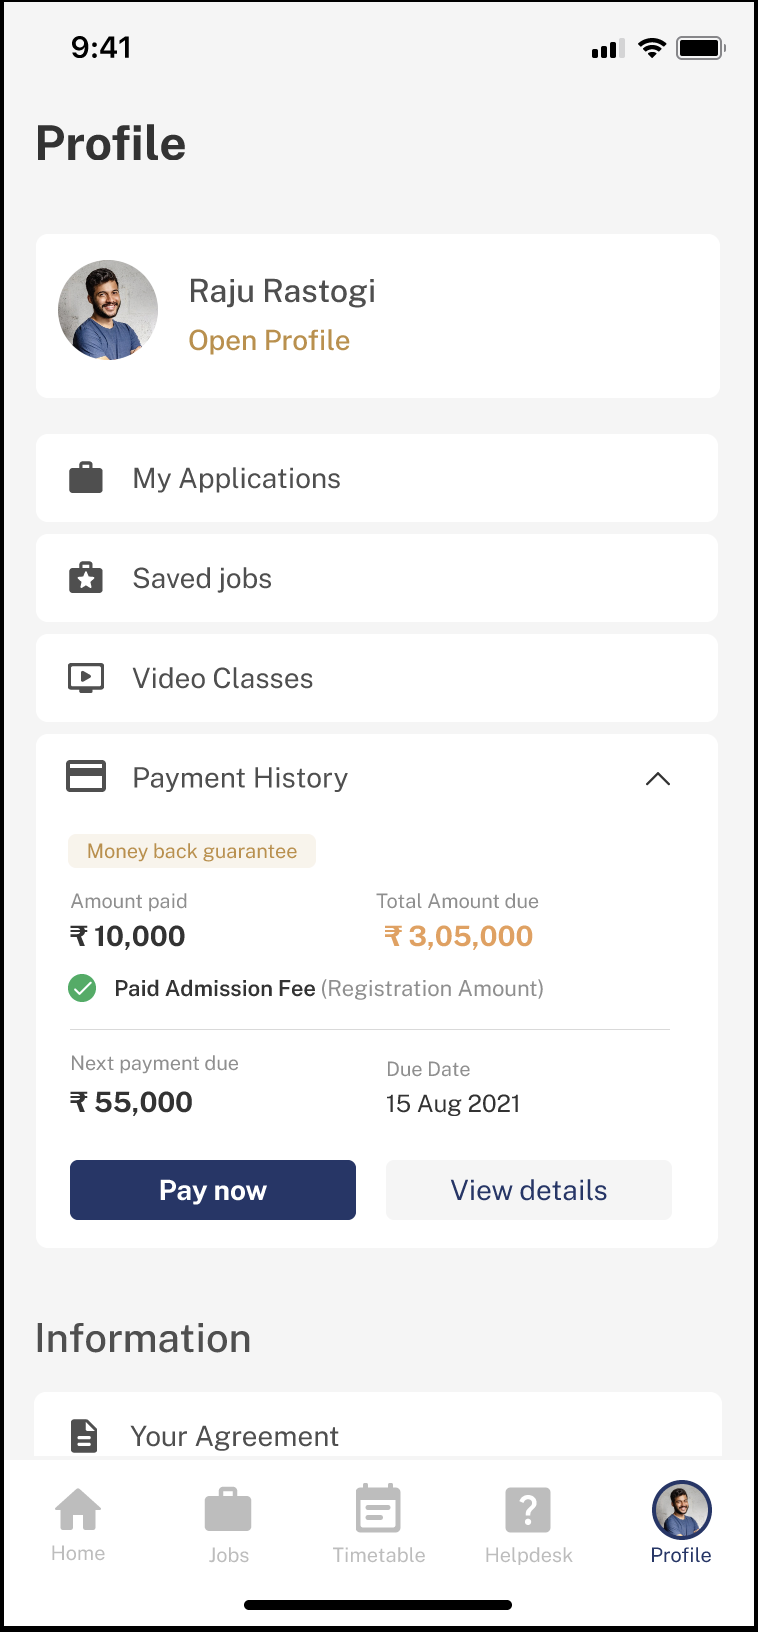 9:41
Profile
Raju Rastogi
Open Profile
My Applications
Saved jobs
Video Classes
Payment History
Money back guarantee
Amount paid
Total Amount due
₹ 10,000
₹ 3,05,000
Paid Admission Fee (Registration Amount)
Next payment due
Due Date
₹ 55,000
15 Aug 2021
Pay now
View details
Information
Your Agreement
Home
Jobs
Timetable
Helpdesk
Profile